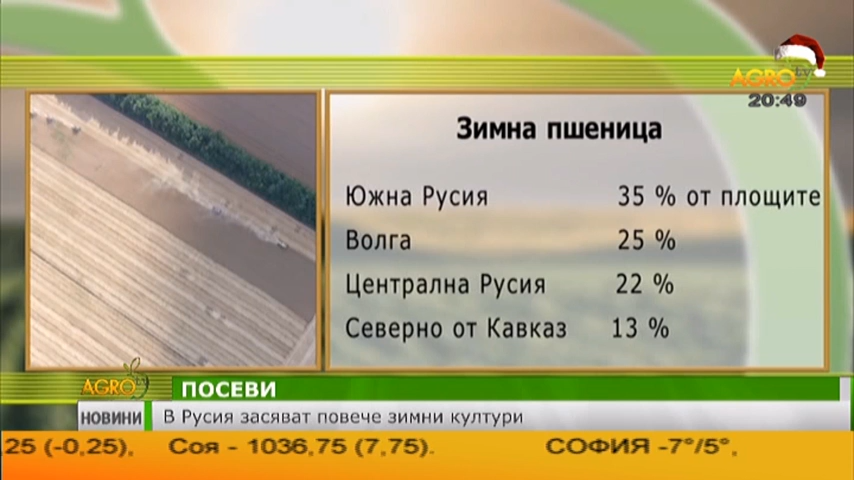 AGRO tv
20:49
Зимна пшеница
Южна Русия 35 % от площите
Волга 25 %
Централна Русия 22 %
Северно от Кавказ 13 %
AGRO tv
ПОСЕВИ
НОВИНИ
В Русия засяват повече зимни култури
,25 (-0,25), Соя - 1036,75 (7,75). СОФИЯ -7°/5°,